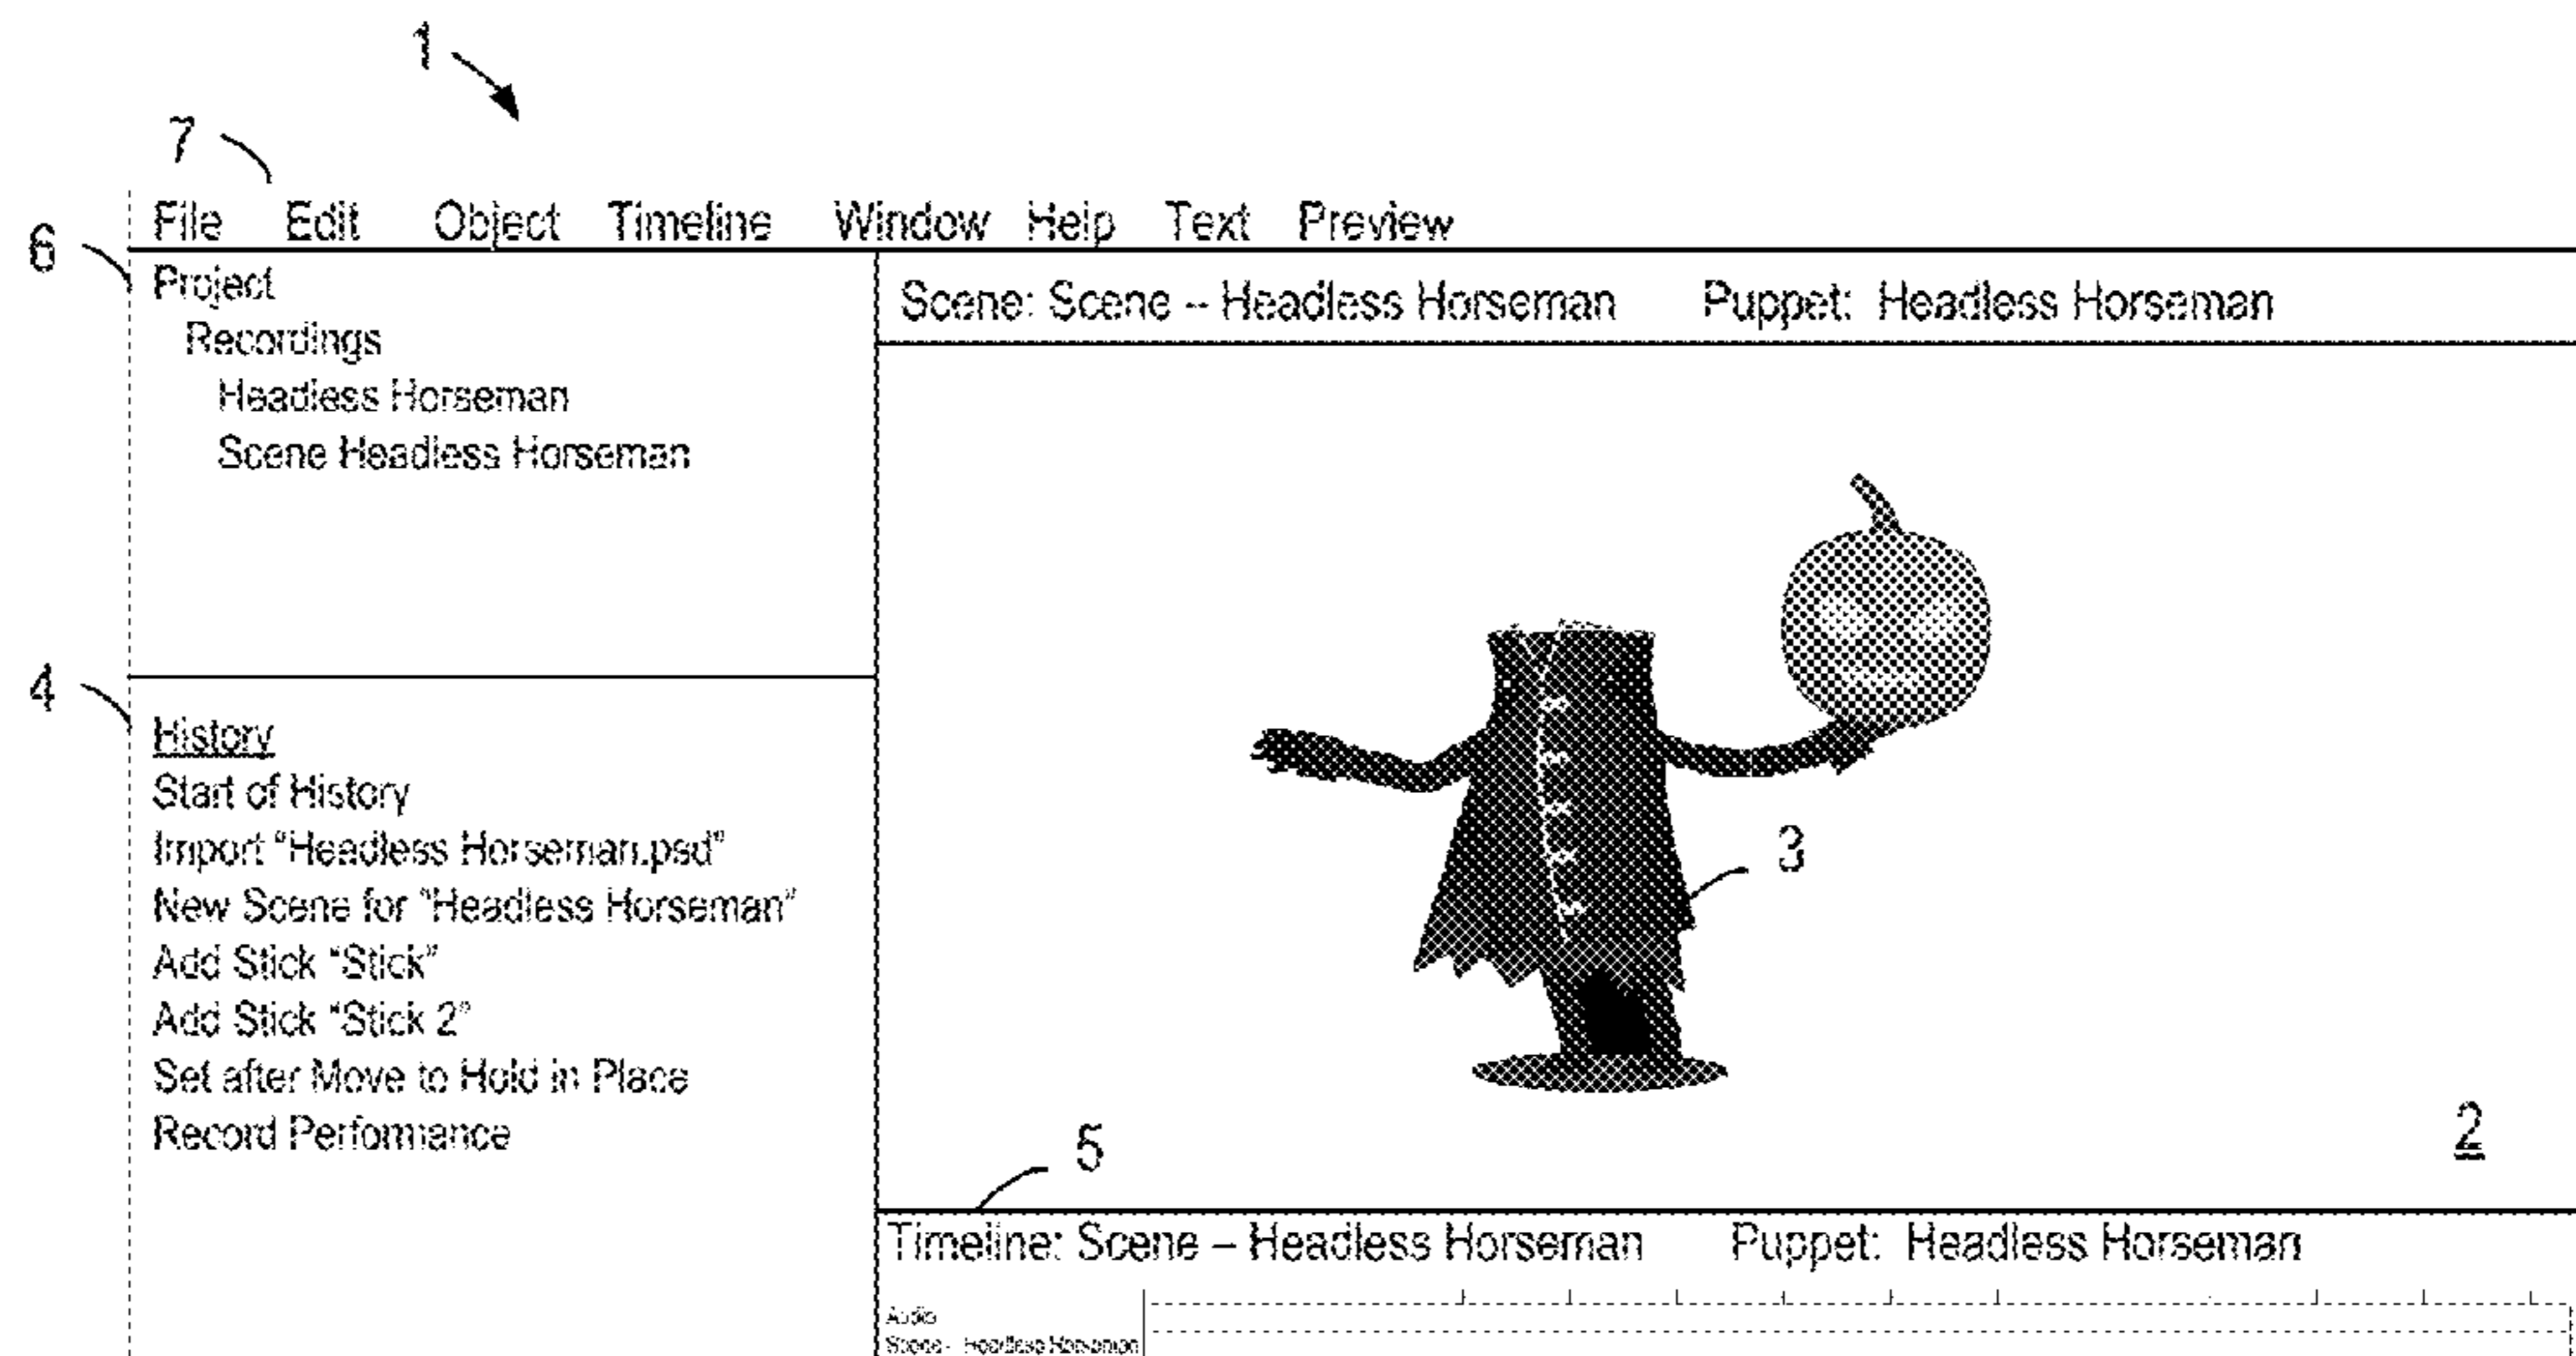 1
7
File Edit Object Timeline Window Help Text Preview
6
Project
Recordings
Headless Horseman
Scene Headless Horseman
Scene: Scene -- Headless Horseman Puppet: Headless Horseman
4
History
Start of History
Import "Headless Horseman.psd"
New Scene for "Headless Horseman"
Add Stick "Stick"
Add Stick "Stick 2"
Set after Move to Hold in Place
Record Performance
3
2
5
Timeline: Scene – Headless Horseman Puppet: Headless Horseman
Audio
Scene - Headless Horseman